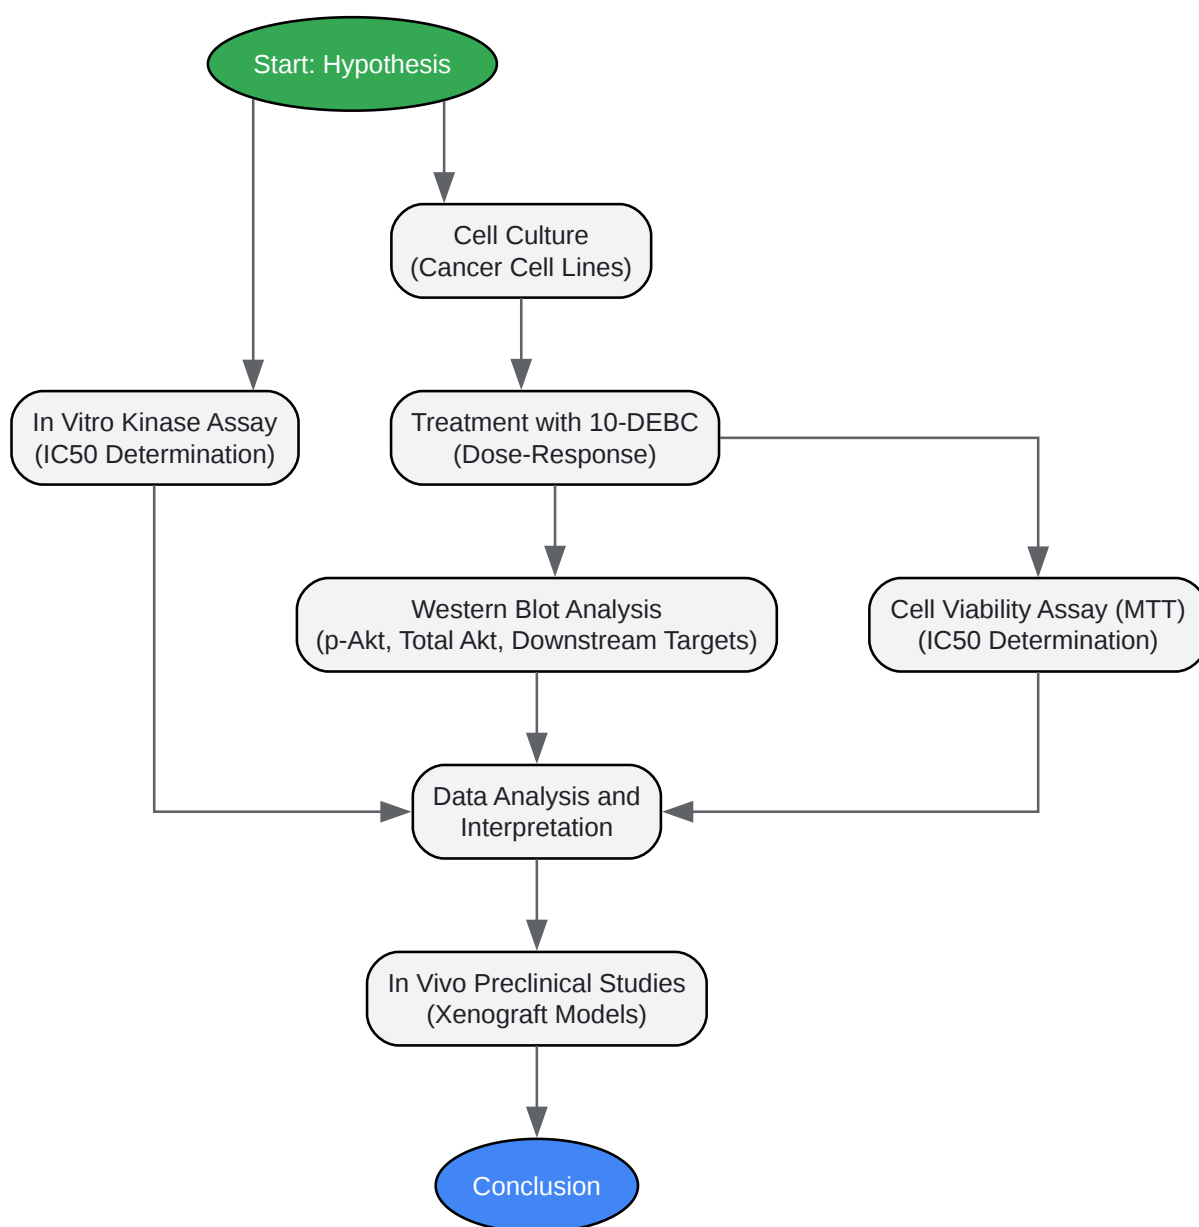 Start: Hypothesis
Cell Culture
(Cancer Cell Lines)
In Vitro Kinase Assay
(IC50 Determination)
Treatment with 10-DEBC
(Dose-Response)
Western Blot Analysis
(p-Akt, Total Akt, Downstream Targets)
Cell Viability Assay (MTT)
(IC50 Determination)
Data Analysis and
Interpretation
In Vivo Preclinical Studies
(Xenograft Models)
Conclusion